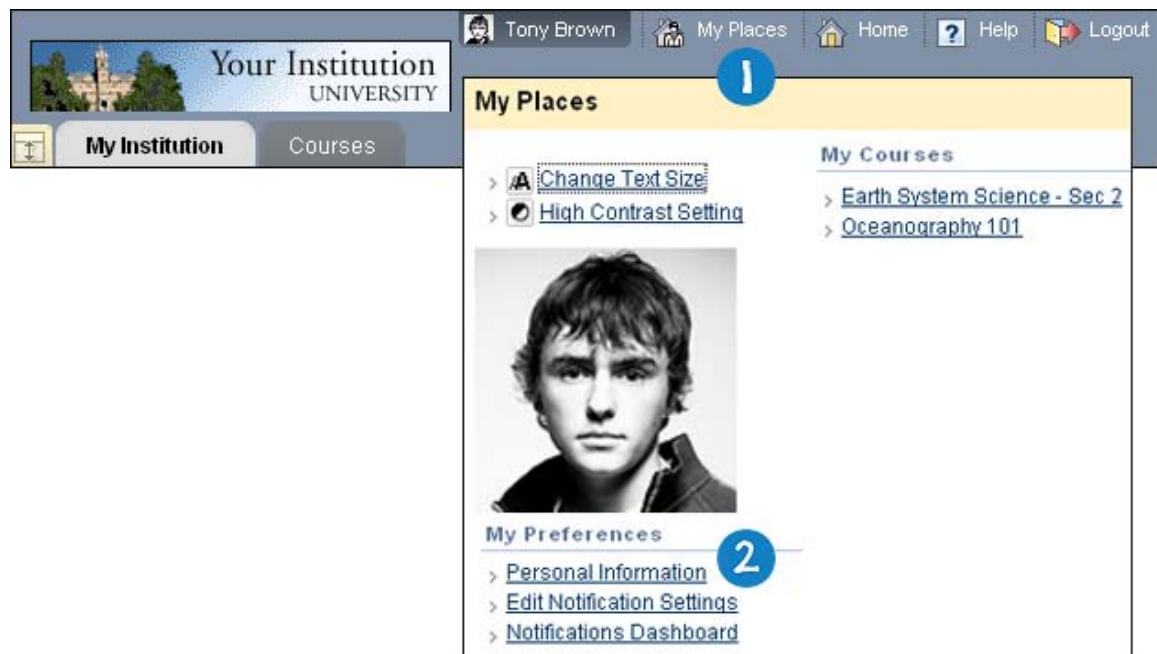 Tony Brown My Places Home ? Help Logout
Your Institution
UNIVERSITY
1
My Places
My Institution Courses
My Courses
A Change Text Size
Earth System Science - Sec 2
High Contrast Setting
Oceanography 101
My Preferences
2
Personal Information
Edit Notification Settings
Notifications Dashboard